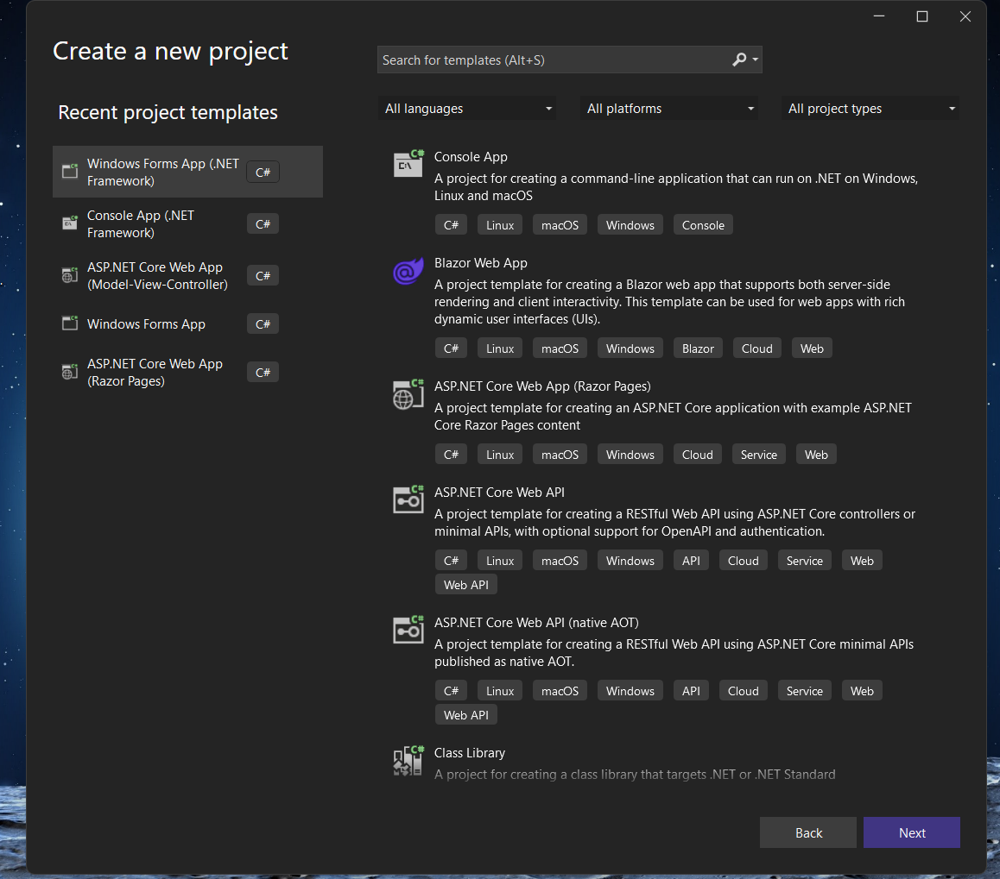 Create a new project
Search for templates (Alt+S)
Recent project templates
All languages
All platforms
All project types
Windows Forms App (.NET
Framework)
C#
Console App (.NET
Framework)
C#
ASP.NET Core Web App
(Model-View-Controller)
C#
Windows Forms App
C#
ASP.NET Core Web App
(Razor Pages)
C#
C#
C:\
Console App
A project for creating a command-line application that can run on .NET on Windows,
Linux and macOS
C# Linux macOS Windows Console
Blazor Web App
A project template for creating a Blazor web app that supports both server-side
rendering and client interactivity. This template can be used for web apps with rich
dynamic user interfaces (UIs).
C# Linux macOS Windows Blazor Cloud Web
C#
ASP.NET Core Web App (Razor Pages)
A project template for creating an ASP.NET Core application with example ASP.NET
Core Razor Pages content
C# Linux macOS Windows Cloud Service Web
C#
ASP.NET Core Web API
A project template for creating a RESTful Web API using ASP.NET Core controllers or
minimal APIs, with optional support for OpenAPI and authentication.
C# Linux macOS Windows API Cloud Service Web
Web API
C#
ASP.NET Core Web API (native AOT)
A project template for creating a RESTful Web API using ASP.NET Core minimal APIs
published as native AOT.
C# Linux macOS Windows API Cloud Service Web
Web API
C#
Class Library
A project for creating a class library that targets .NET or .NET Standard
Back
Next